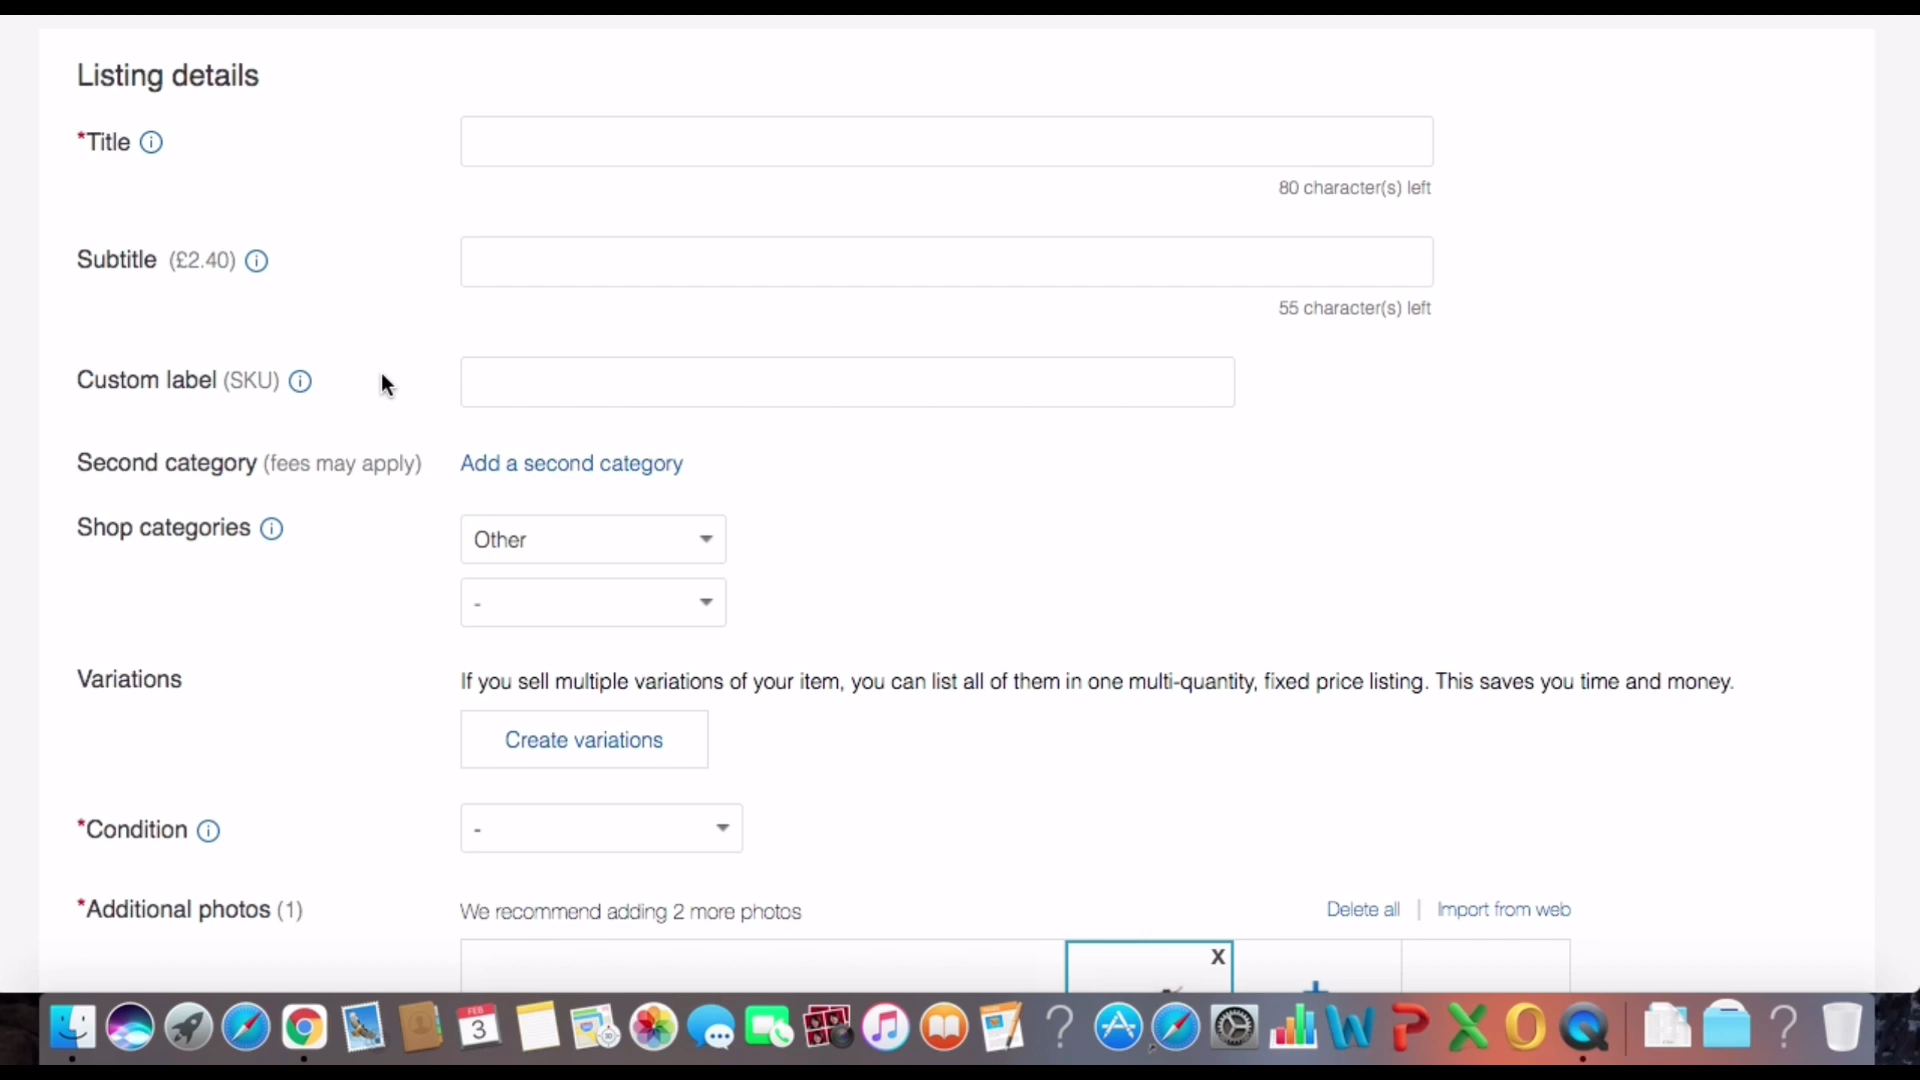 Listing details
*Title
80 character(s) left
Subtitle (£2.40)
55 character(s) left
Custom label (SKU)
Second category (fees may apply) Add a second category
Shop categories
Other
-
Variations
If you sell multiple variations of your item, you can list all of them in one multi-quantity, fixed price listing. This saves you time and money.
Create variations
*Condition
-
*Additional photos (1)
We recommend adding 2 more photos
Delete all | Import from web
X
FEB
3